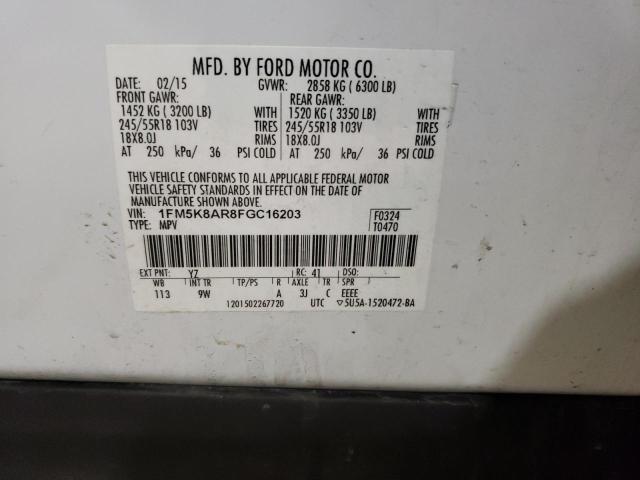 MFD. BY FORD MOTOR CO.
DATE: 02/15 GVWR: 2858 KG ( 6300 LB)
FRONT GAWR: REAR GAWR:
1452 KG ( 3200 LB) WITH 1520 KG ( 3350 LB) WITH
245/55R18 103V TIRES 245/55R18 103V TIRES
18X8.0J RIMS 18X8.0J RIMS
AT 250 kPa/ 36 PSI COLD AT 250 kPa/ 36 PSI COLD
THIS VEHICLE CONFORMS TO ALL APPLICABLE FEDERAL MOTOR
VEHICLE SAFETY STANDARDS IN EFFECT ON THE DATE OF
MANUFACTURE SHOWN ABOVE.
VIN: 1FM5K8AR8FGC16203 F0324
TYPE: MPV T0470
EXT PNT: YZ RC: 41 DSO:
WB INT TR TP/PS R AXLE TR SPR
113 9W A 3J C EEEE
1201502267720 UTC ▽5U5A-1520472-BA